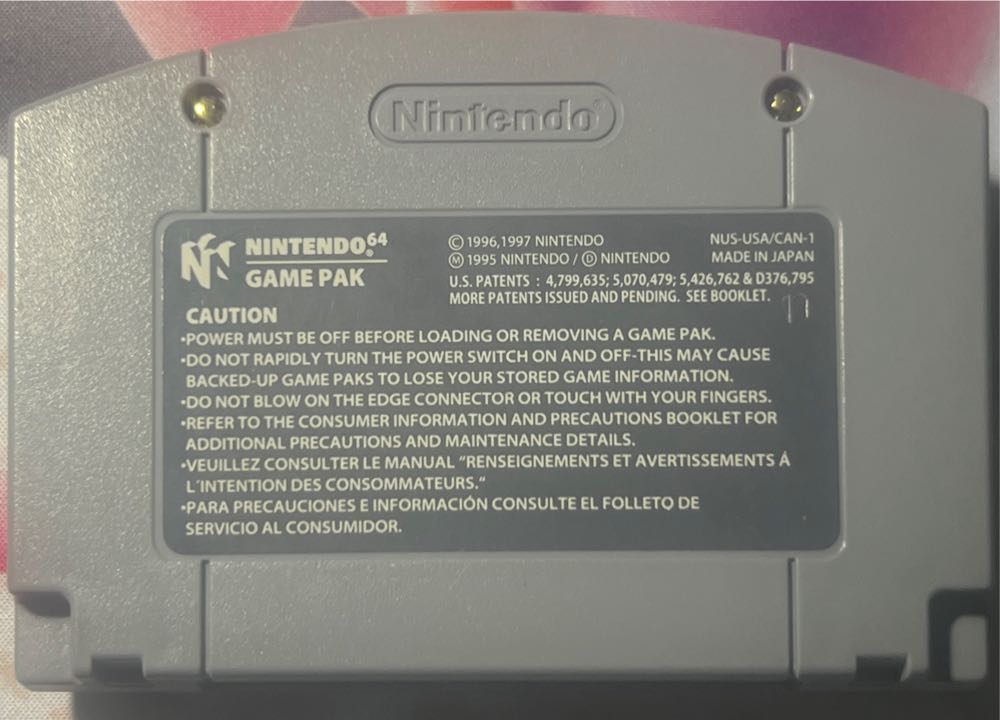 Nintendo®
NINTENDO®64
GAME PAK
© 1996,1997 NINTENDO
Ⓜ 1995 NINTENDO / Ⓓ NINTENDO
NUS-USA/CAN-1
MADE IN JAPAN
U.S. PATENTS : 4,799,635; 5,070,479; 5,426,762 & D376,795
MORE PATENTS ISSUED AND PENDING. SEE BOOKLET.
CAUTION
•POWER MUST BE OFF BEFORE LOADING OR REMOVING A GAME PAK.
•DO NOT RAPIDLY TURN THE POWER SWITCH ON AND OFF-THIS MAY CAUSE
BACKED-UP GAME PAKS TO LOSE YOUR STORED GAME INFORMATION.
•DO NOT BLOW ON THE EDGE CONNECTOR OR TOUCH WITH YOUR FINGERS.
•REFER TO THE CONSUMER INFORMATION AND PRECAUTIONS BOOKLET FOR
ADDITIONAL PRECAUTIONS AND MAINTENANCE DETAILS.
•VEUILLEZ CONSULTER LE MANUAL "RENSEIGNEMENTS ET AVERTISSEMENTS Á
L'INTENTION DES CONSOMMATEURS."
•PARA PRECAUCIONES E INFORMACIÓN CONSULTE EL FOLLETO DE
SERVICIO AL CONSUMIDOR.